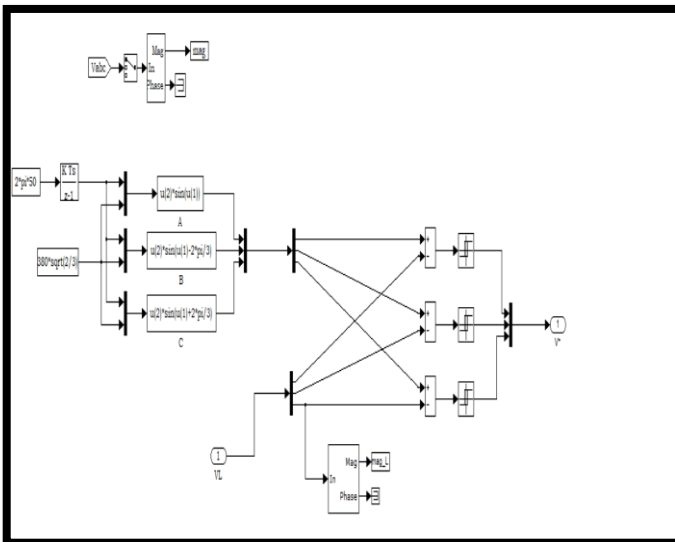 Vabc
In
Mag
Phase
mag
2*pi*50
K Ts
z-1
380*sqrt(2/3)
u(2)*sin(u(1))
A
u(2)*sin(u(1)-2*pi/3)
B
u(2)*sin(u(1)+2*pi/3)
C
+
-
+
-
+
-
1
V*
1
VL
In
Mag
Phase
mag_L